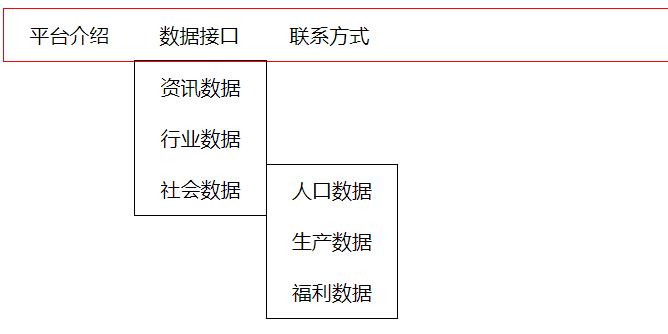 平台介绍 数据接口 联系方式
资讯数据
行业数据
社会数据 人口数据
生产数据
福利数据